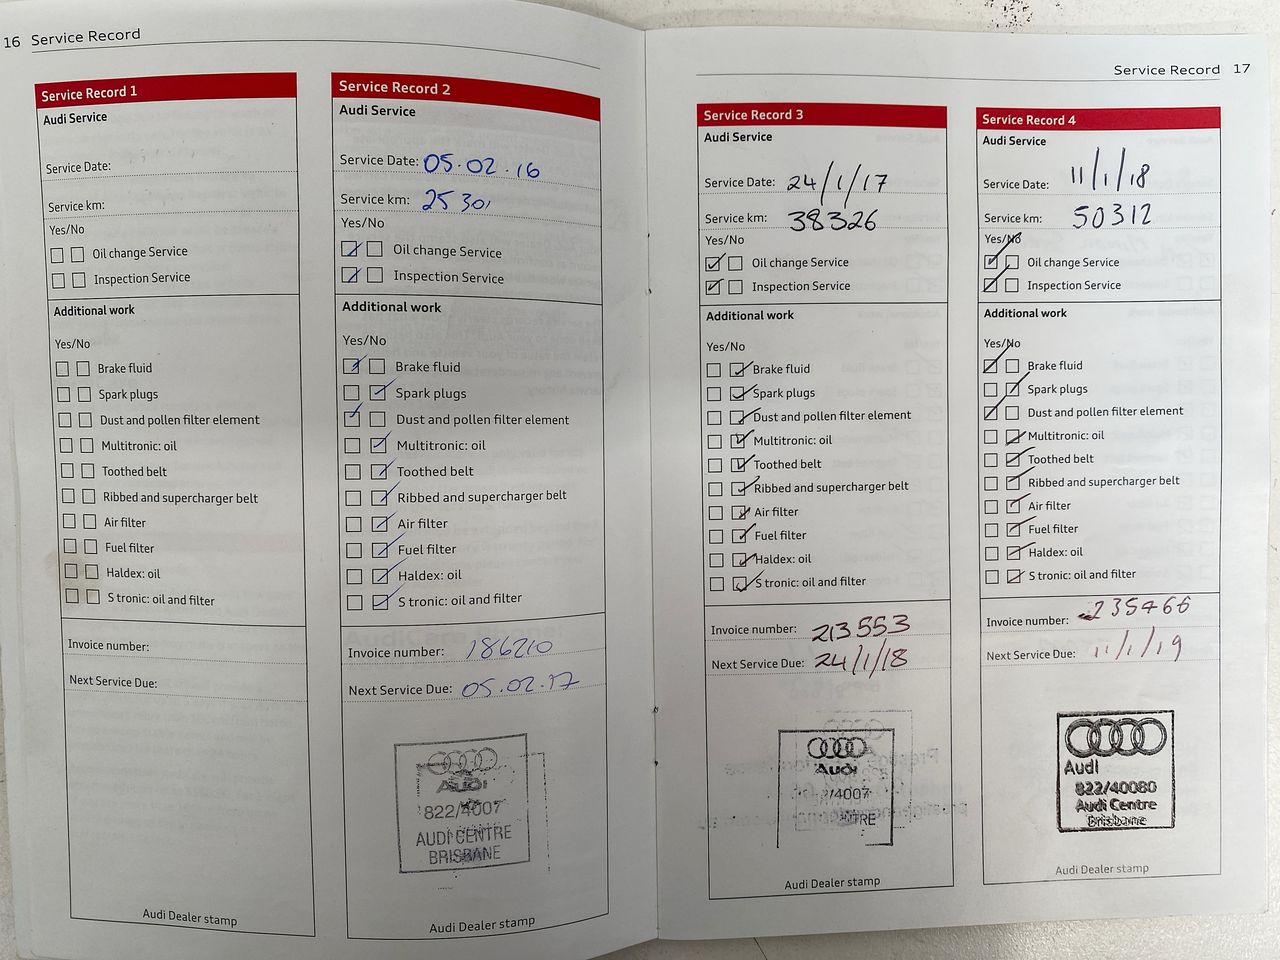 16 Service Record
Service Record 1
Audi Service
Service Date:
Service km:
Yes/No
Oil change Service
Inspection Service
Additional work
Yes/No
Brake fluid
Spark plugs
Dust and pollen filter element
Multitronic: oil
Toothed belt
Ribbed and supercharger belt
Air filter
Fuel filter
Haldex: oil
S tronic: oil and filter
Invoice number:
Next Service Due:
Audi Dealer stamp
Service Record 2
Audi Service
Service Date: 05.02.16
Service km: 25301
Yes/No
Oil change Service
Inspection Service
Additional work
Yes/No
Brake fluid
Spark plugs
Dust and pollen filter element
Multitronic: oil
Toothed belt
Ribbed and supercharger belt
Air filter
Fuel filter
Haldex: oil
S tronic: oil and filter
Invoice number: 186210
Next Service Due: 05.02.17
Audi
822/4007
AUDI CENTRE
BRISBANE
Audi Dealer stamp
Service Record 17
Service Record 3
Audi Service
Service Date: 24/1/17
Service km: 38326
Yes/No
Oil change Service
Inspection Service
Additional work
Yes/No
Brake fluid
Spark plugs
Dust and pollen filter element
Multitronic: oil
Toothed belt
Ribbed and supercharger belt
Air filter
Fuel filter
Haldex: oil
S tronic: oil and filter
Invoice number: 213553
Next Service Due: 24/1/18
Audi
/4007
Audi Dealer stamp
Service Record 4
Audi Service
Service Date: 11/1/18
Service km: 50312
Yes/No
Oil change Service
Inspection Service
Additional work
Yes/No
Brake fluid
Spark plugs
Dust and pollen filter element
Multitronic: oil
Toothed belt
Ribbed and supercharger belt
Air filter
Fuel filter
Haldex: oil
S tronic: oil and filter
Invoice number: 235466
Next Service Due: 11/1/19
Audi
822/40080
Audi Centre
Brisbane
Audi Dealer stamp